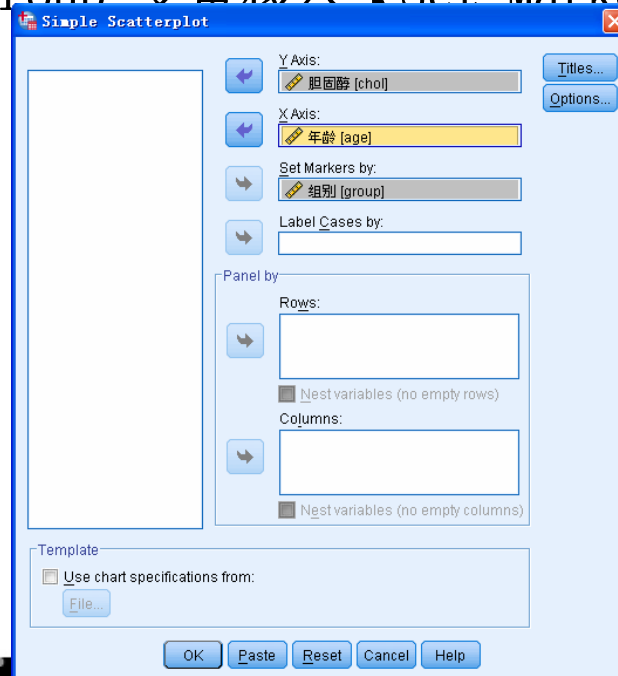 Simple Scatterplot
Y Axis:
胆固醇 [chol]
Titles...
Options...
X Axis:
年龄 [age]
Set Markers by:
组别 [group]
Label Cases by:
Panel by
Rows:
Nest variables (no empty rows)
Columns:
Nest variables (no empty columns)
Template
Use chart specifications from:
File...
OK Paste Reset Cancel Help